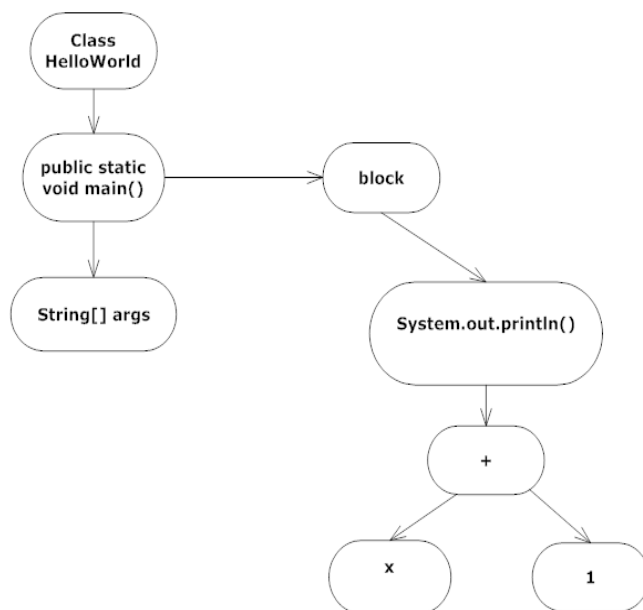 Class
HelloWorld
public static
void main()
block
String[] args
System.out.println()
+
x
1